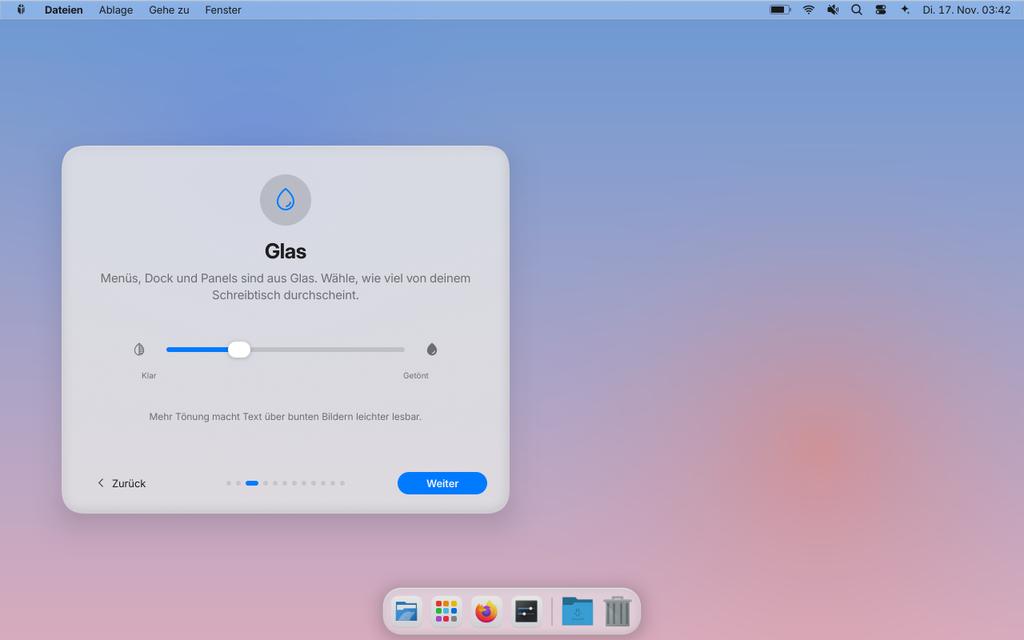 Dateien Ablage Gehe zu Fenster Di. 17. Nov. 03:42
Glas
Menüs, Dock und Panels sind aus Glas. Wähle, wie viel von deinem
Schreibtisch durchscheint.
Klar Getönt
Mehr Tönung macht Text über bunten Bildern leichter lesbar.
Zurück Weiter